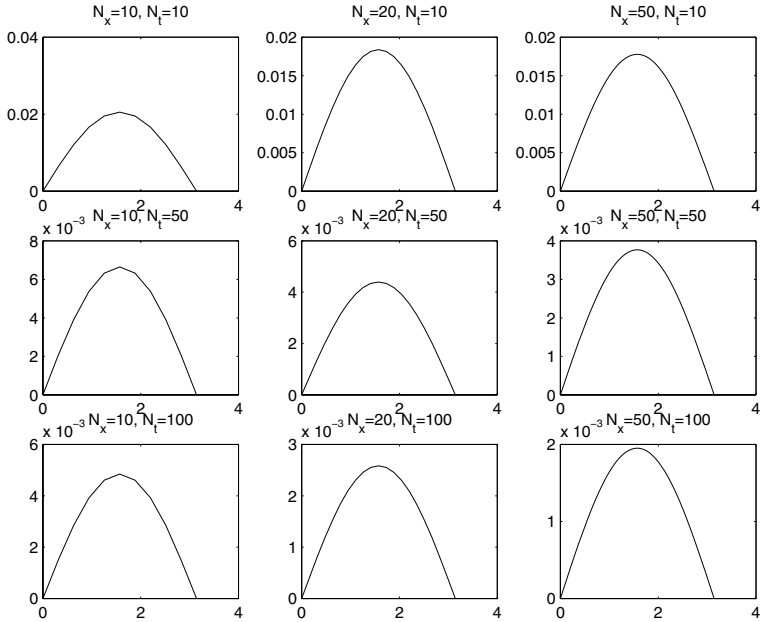 N_x=10, N_t=10
0.04
0.02
0
0 2 4
N_x=20, N_t=10
0.02
0.015
0.01
0.005
0
0 2 4
N_x=50, N_t=10
0.02
0.015
0.01
0.005
0
0 2 4
x 10⁻³
N_x=10, N_t=50
8
6
4
2
0
0 2 4
x 10⁻³
N_x=20, N_t=50
6
4
2
0
0 2 4
x 10⁻³
N_x=50, N_t=50
4
3
2
1
0
0 2 4
x 10⁻³
N_x=10, N_t=100
6
4
2
0
0 2 4
x 10⁻³
N_x=20, N_t=100
3
2
1
0
0 2 4
x 10⁻³
N_x=50, N_t=100
2
1
0
0 2 4